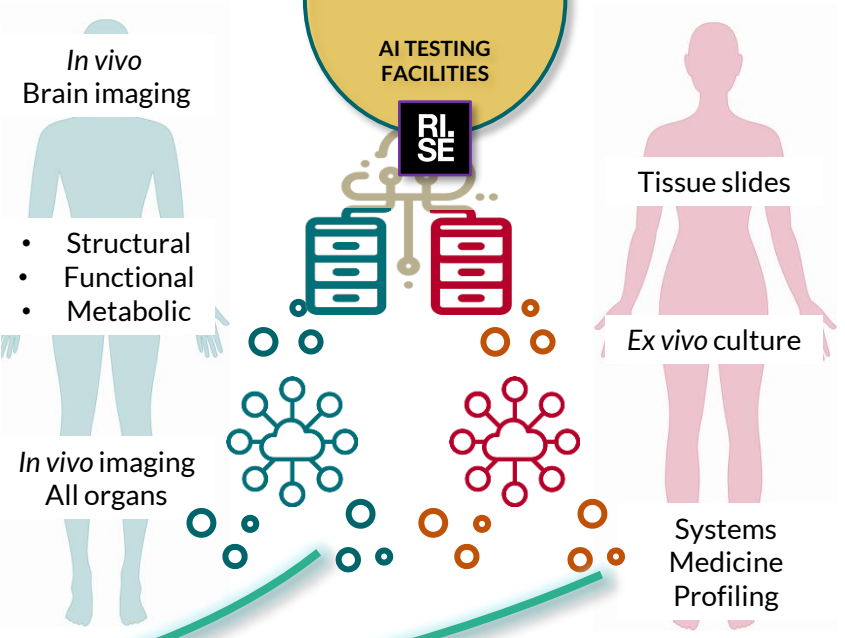 AI TESTING
FACILITIES
RI.
SE
In vivo
Brain imaging
• Structural
• Functional
• Metabolic
In vivo imaging
All organs
Tissue slides
Ex vivo culture
Systems
Medicine
Profiling